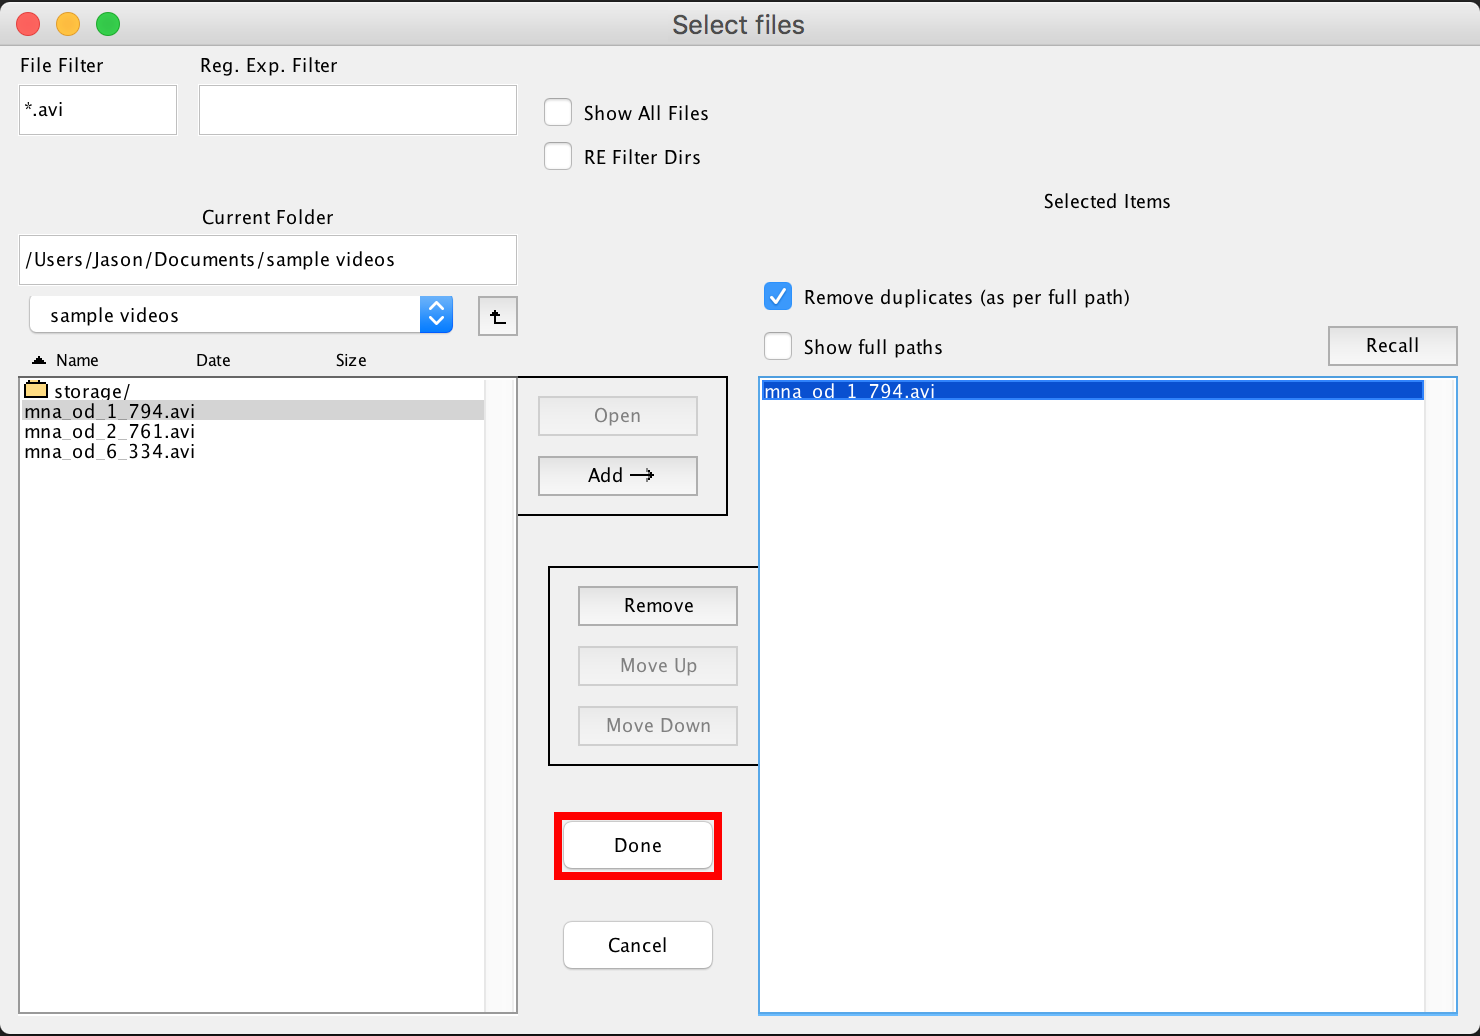 Select files
File Filter
Reg. Exp. Filter
*.avi
Show All Files
RE Filter Dirs
Selected Items
Current Folder
/Users/Jason/Documents/sample videos
Remove duplicates (as per full path)
sample videos
Show full paths
Recall
Name Date Size
storage/
mna_od_1_794.avi
mna_od_2_761.avi
mna_od_6_334.avi
Open
Add
Remove
Move Up
Move Down
Done
Cancel
mna_od_1_794.avi